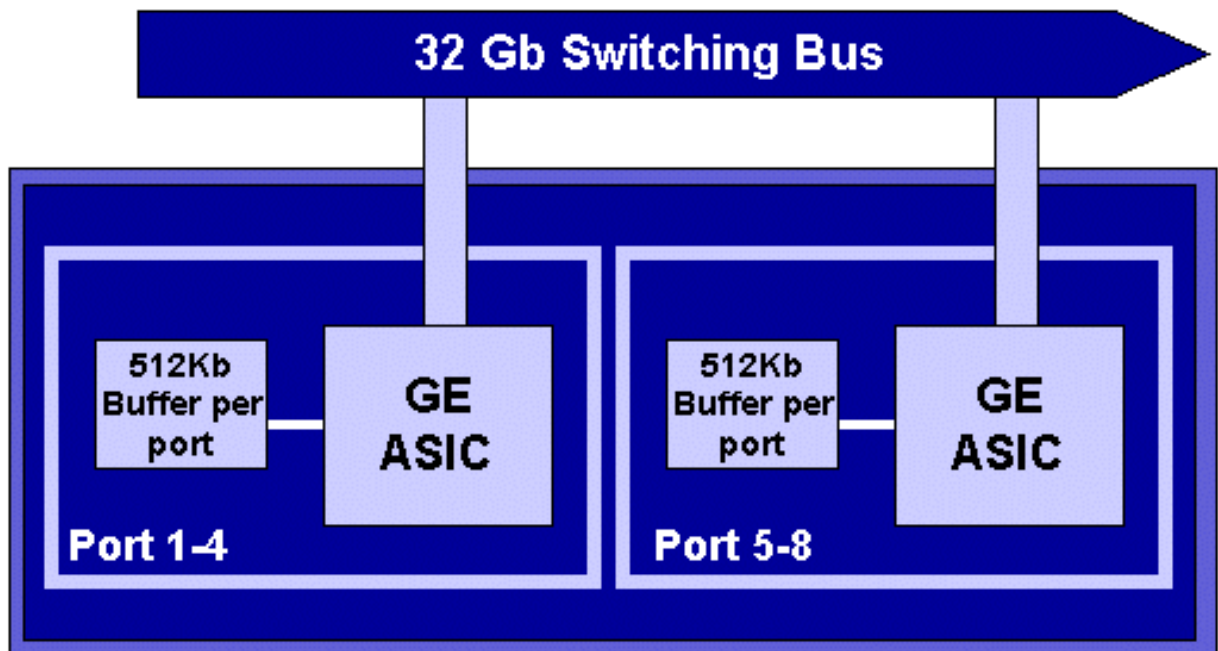 32 Gb Switching Bus
512Kb
Buffer per
port
GE
ASIC
Port 1-4
512Kb
Buffer per
port
GE
ASIC
Port 5-8